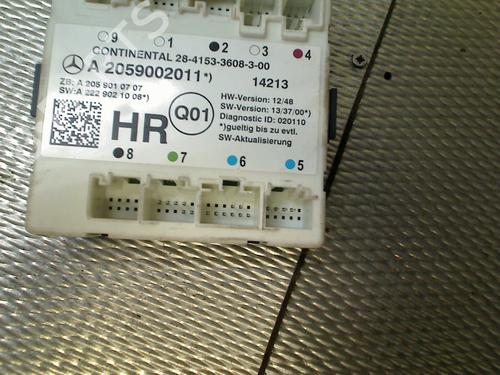 9 1 2 3 4
CONTINENTAL 28-4153-3608-3-00
A 2059002011*) 14213
ZB: A 205 901 07 07
SW: A 222 902 10 08*)
HW-Version: 12/48
SW-Version: 13/37/00*)
Diagnostic ID: 020110
*)gueltig bis zu evtl.
SW-Aktualisierung
HR Q01
8 7 6 5